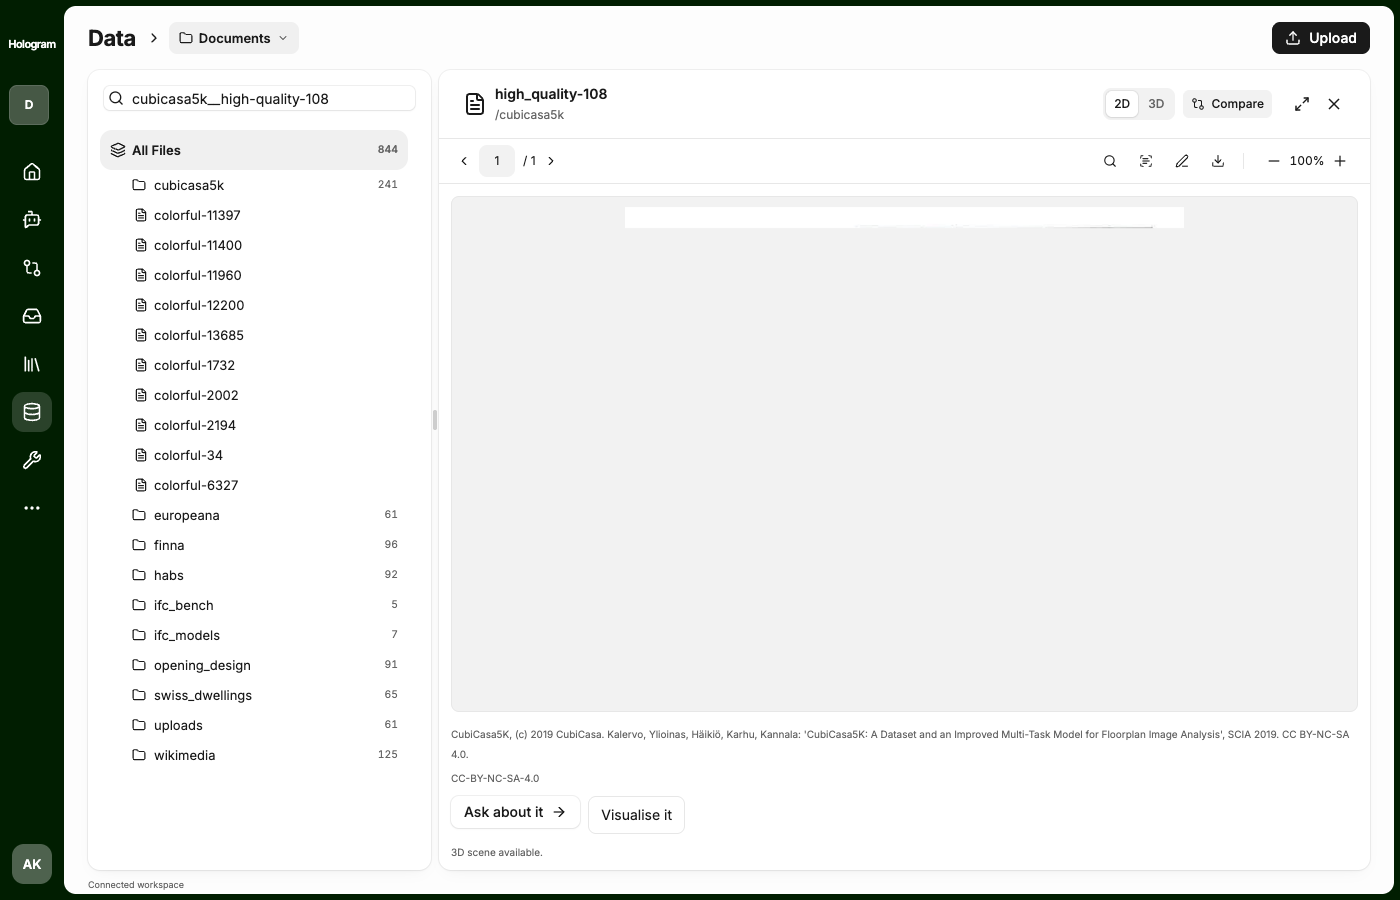 Hologram
D
AK
Data
Documents
Upload
cubicasa5k__high-quality-108
All Files 844
cubicasa5k 241
colorful-11397
colorful-11400
colorful-11960
colorful-12200
colorful-13685
colorful-1732
colorful-2002
colorful-2194
colorful-34
colorful-6327
europeana 61
finna 96
habs 92
ifc_bench 5
ifc_models 7
opening_design 91
swiss_dwellings 65
uploads 61
wikimedia 125
high_quality-108
/cubicasa5k
2D 3D Compare
1 / 1 100%
CubiCasa5K, (c) 2019 CubiCasa. Kalervo, Ylioinas, Häikiö, Karhu, Kannala: 'CubiCasa5K: A Dataset and an Improved Multi-Task Model for Floorplan Image Analysis', SCIA 2019. CC BY-NC-SA
4.0.
CC-BY-NC-SA-4.0
Ask about it Visualise it
3D scene available.
Connected workspace